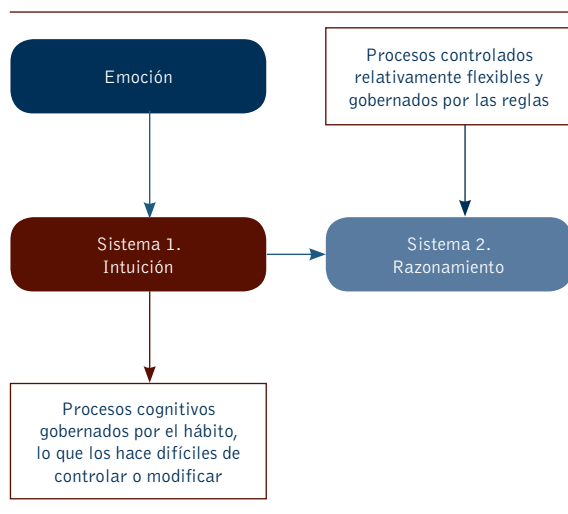 Emoción
Procesos controlados
relativamente flexibles y
gobernados por las reglas
Sistema 1.
Intuición
Sistema 2.
Razonamiento
Procesos cognitivos
gobernados por el hábito,
lo que los hace difíciles de
controlar o modificar